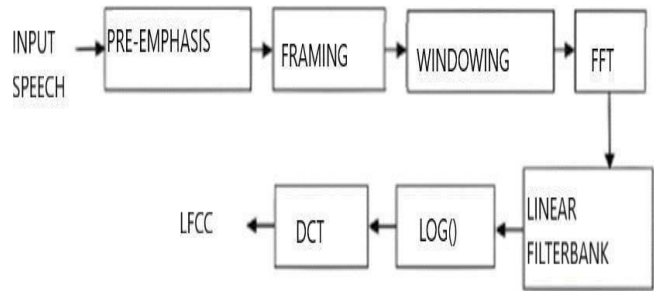 INPUT
SPEECH
PRE-EMPHASIS
FRAMING
WINDOWING
FFT
LINEAR
FILTERBANK
LOG()
DCT
LFCC